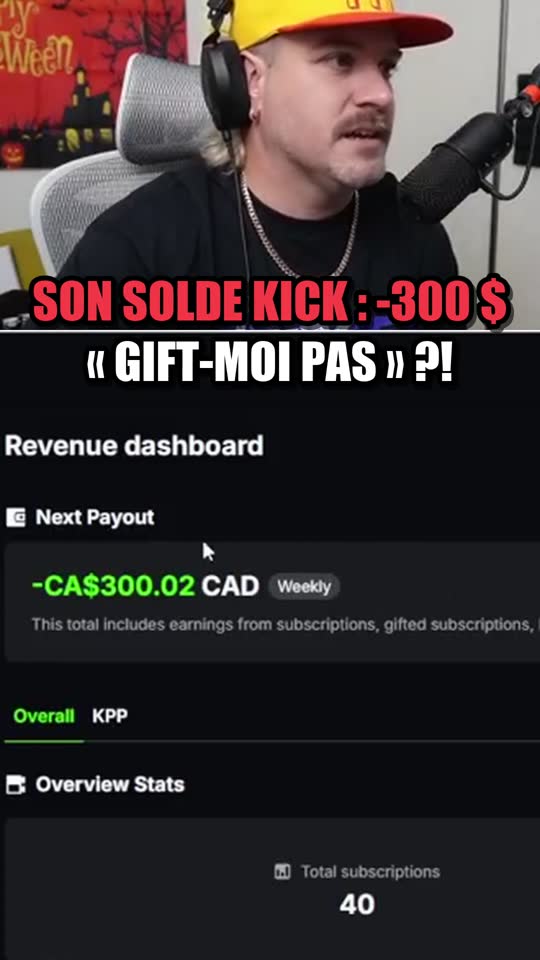 SON SOLDE KICK : -300 $
« GIFT-MOI PAS » ?!
Revenue dashboard
Next Payout
-CA$300.02 CAD Weekly
This total includes earnings from subscriptions, gifted subscriptions,
Overall KPP
Overview Stats
Total subscriptions
40